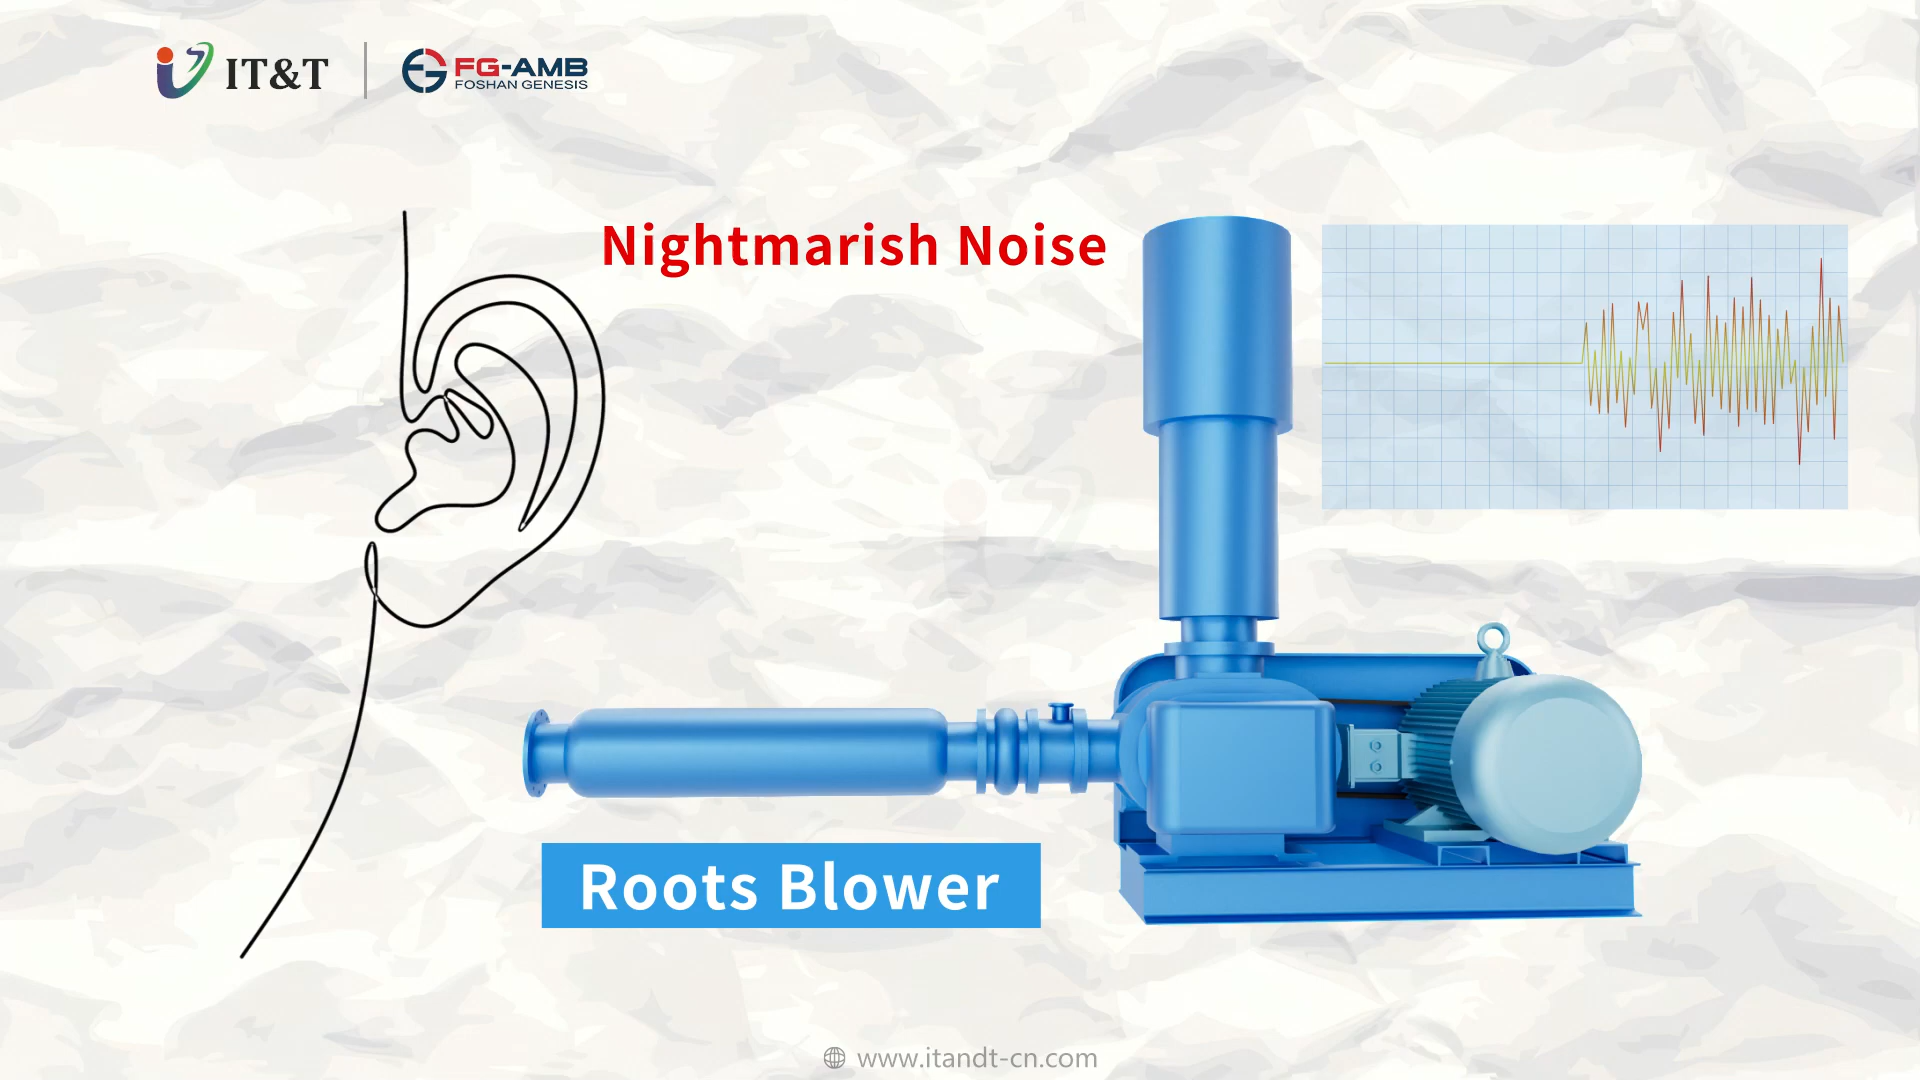 IT&T
FG-AMB
FOSHAN GENESIS
Nightmarish Noise
Roots Blower
www.itandt-cn.com